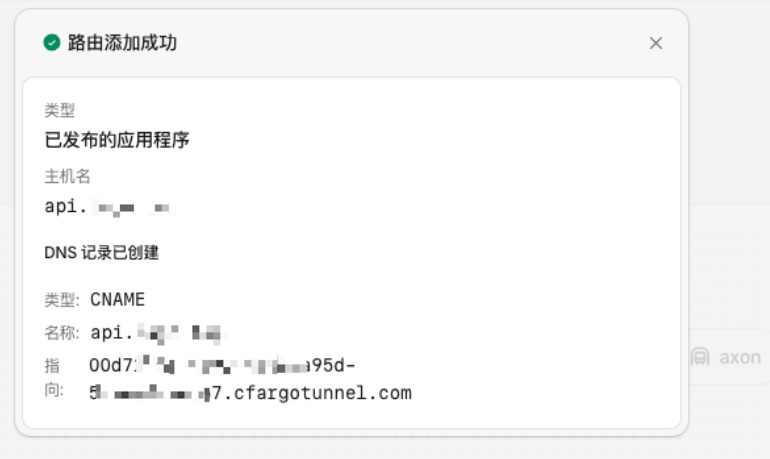 路由添加成功
类型
已发布的应用程序
主机名
api.
DNS 记录已创建
类型: CNAME
名称: api.
指向: 00d7
a95d-
7.cfargotunnel.com
axon